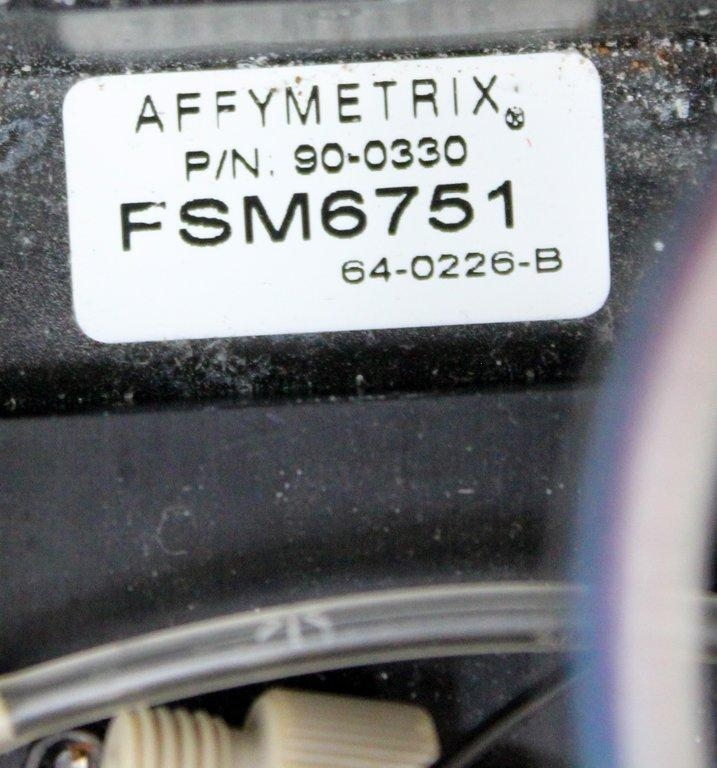 AFFYMETRIX®
P/N: 90-0330
FSM6751
64-0226-B